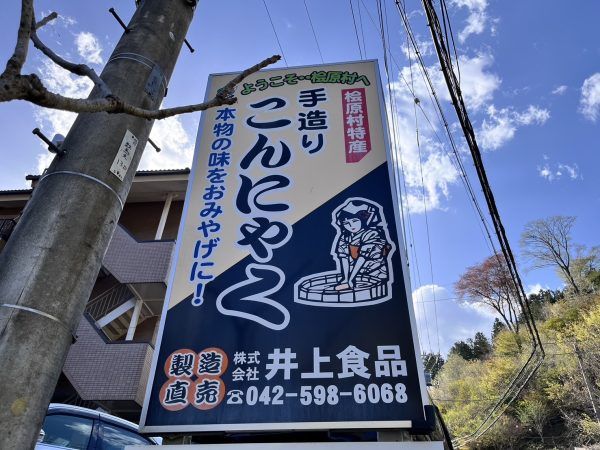 ようこそ・・桧原村へ
桧原村特産
手造り
こんにゃく
本物の味をおみやげに!
製造
直売
株式
会社
井上食品
☎042-598-6068